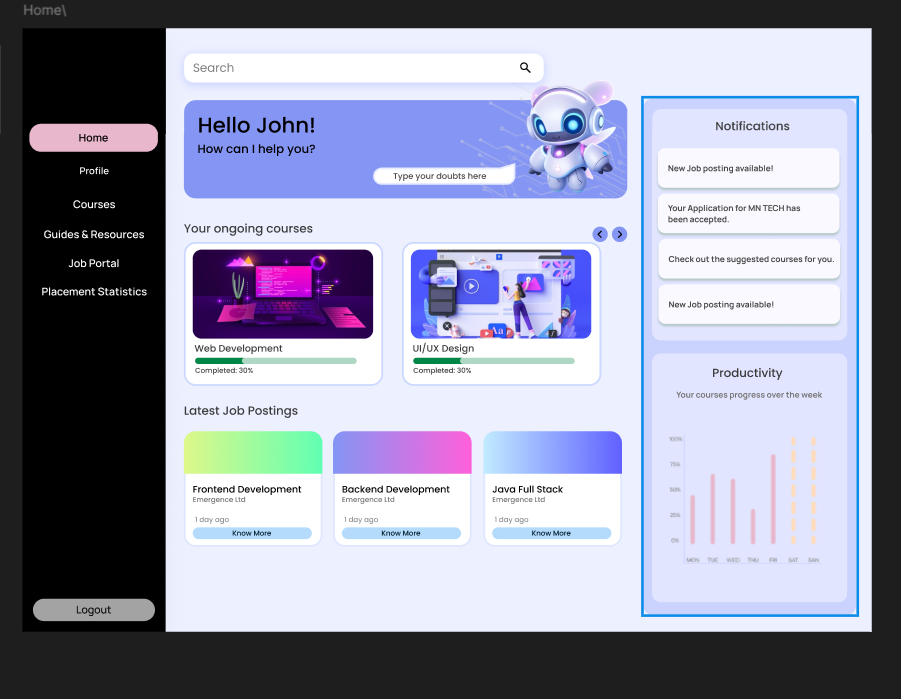 Home\
Search
Hello John!
How can I help you?
Type your doubts here
Home
Profile
Courses
Guides & Resources
Job Portal
Placement Statistics
Logout
Your ongoing courses
Aa
Web Development
Completed: 30%
UI/UX Design
Completed: 30%
Latest Job Postings
Frontend Development
Emergence Ltd
1 day ago
Know More
Backend Development
Emergence Ltd
1 day ago
Know More
Java Full Stack
Emergence Ltd
1 day ago
Know More
Notifications
New Job posting available!
Your Application for MN TECH has
been accepted.
Check out the suggested courses for you.
New Job posting available!
Productivity
Your courses progress over the week
100%
75%
50%
25%
0%
MON TUE WED THU FRI SAT SAN